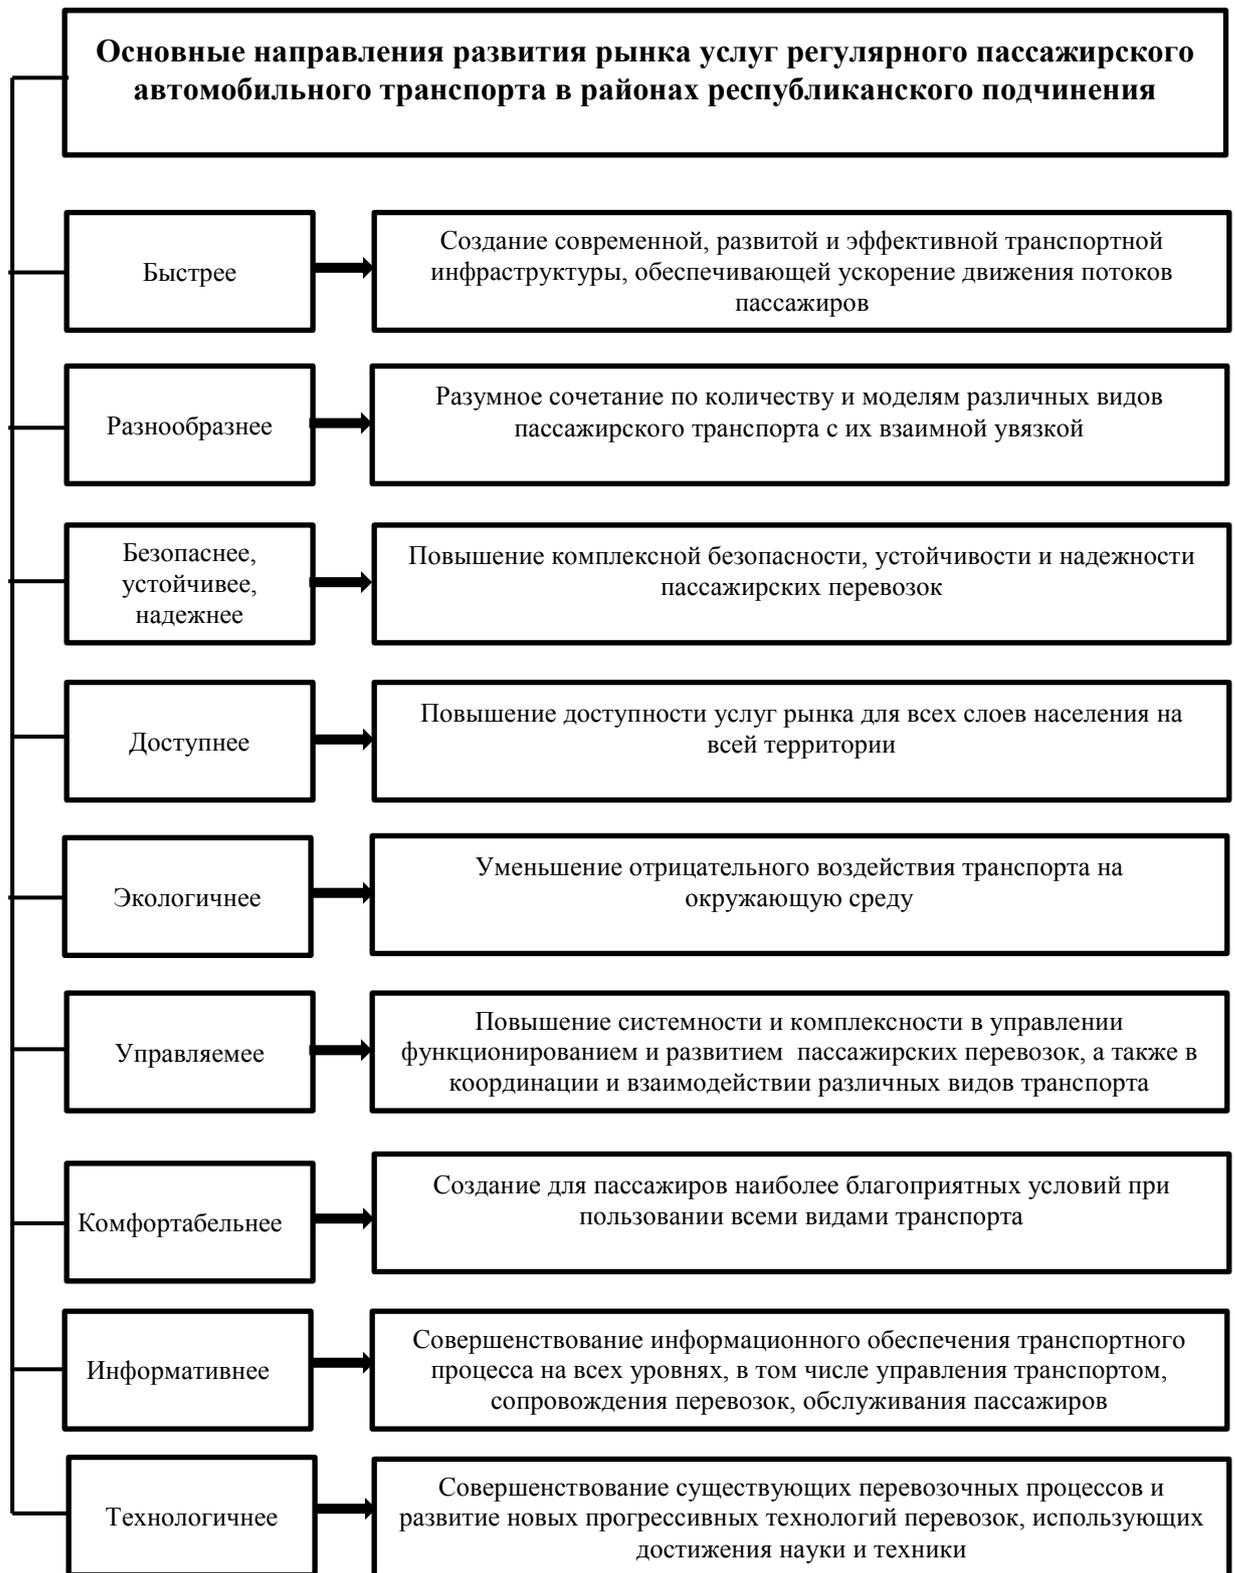 Основные направления развития рынка услуг регулярного пассажирского
автомобильного транспорта в районах республиканского подчинения
Быстрее
Создание современной, развитой и эффективной транспортной
инфраструктуры, обеспечивающей ускорение движения потоков
пассажиров
Разнообразнее
Разумное сочетание по количеству и моделям различных видов
пассажирского транспорта с их взаимной увязкой
Безопаснее,
устойчивее,
надежнее
Повышение комплексной безопасности, устойчивости и надежности
пассажирских перевозок
Доступнее
Повышение доступности услуг рынка для всех слоев населения на
всей территории
Экологичнее
Уменьшение отрицательного воздействия транспорта на
окружающую среду
Управляемее
Повышение системности и комплексности в управлении
функционированием и развитием  пассажирских перевозок, а также в
координации и взаимодействии различных видов транспорта
Комфортабельнее
Создание для пассажиров наиболее благоприятных условий при
пользовании всеми видами транспорта
Информативнее
Совершенствование информационного обеспечения транспортного
процесса на всех уровнях, в том числе управления транспортом,
сопровождения перевозок, обслуживания пассажиров
Технологичнее
Совершенствование существующих перевозочных процессов и
развитие новых прогрессивных технологий перевозок, использующих
достижения науки и техники